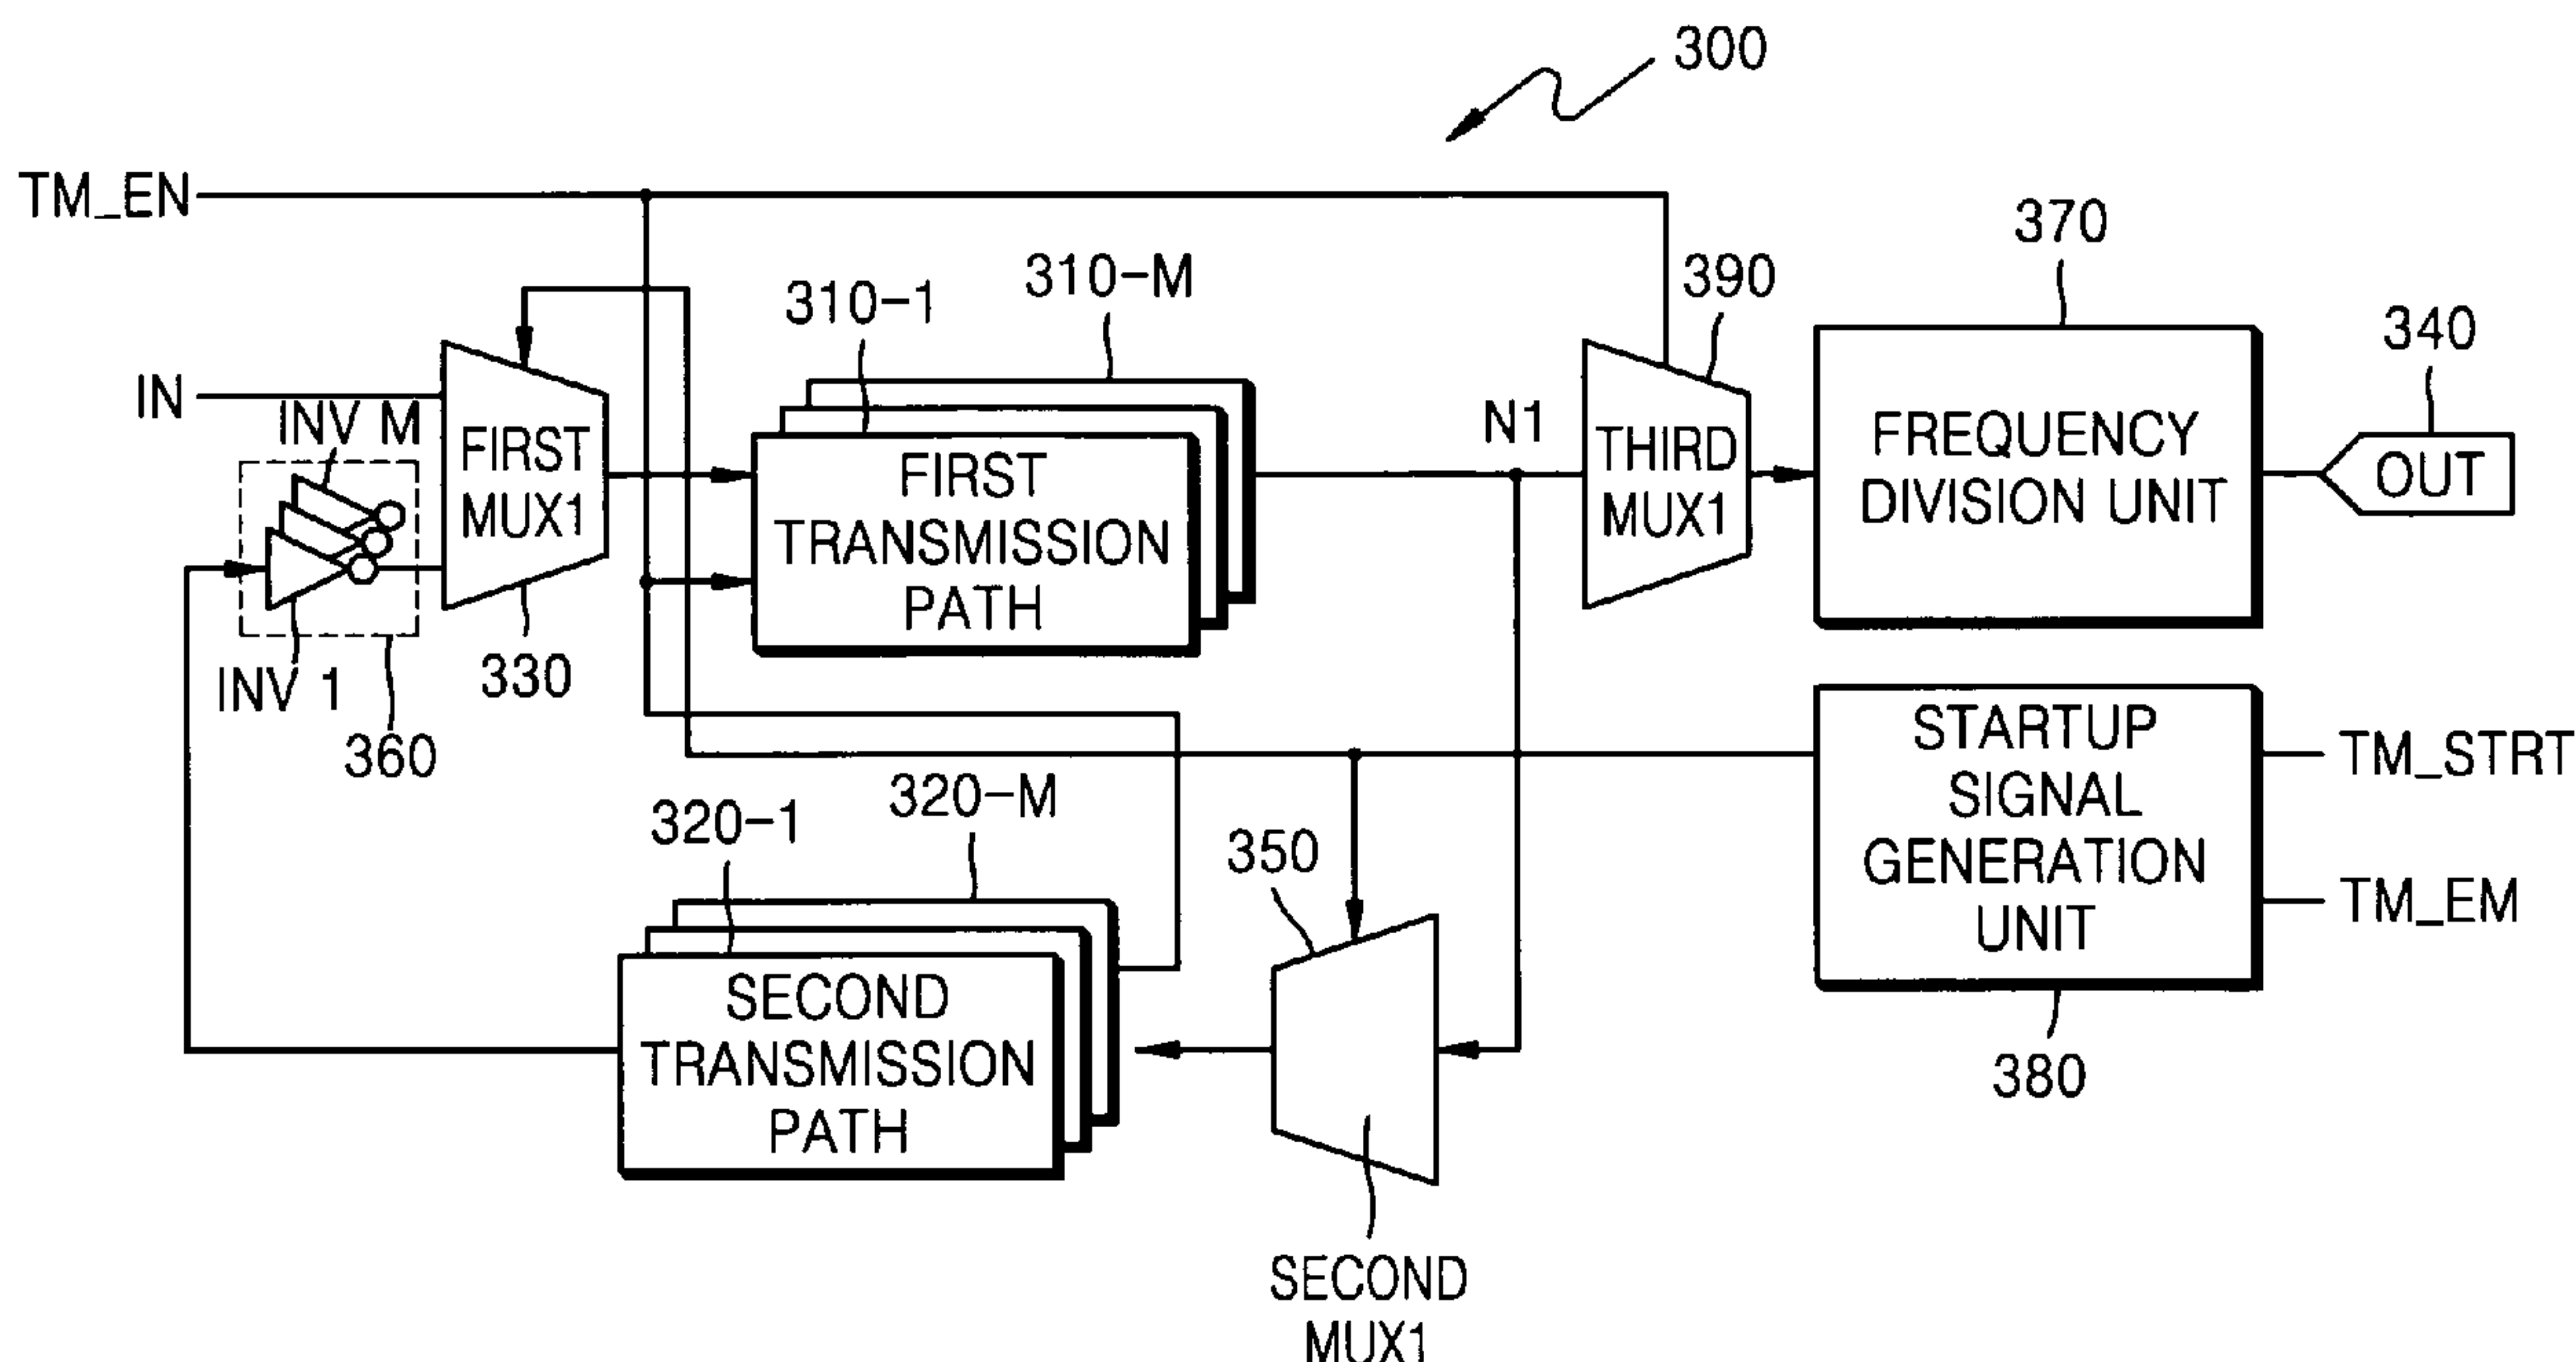 300
TM_EN
370
310-M
390
310-1
340
IN
INV M
N1
FIRST
MUX1
FIRST
TRANSMISSION
PATH
THIRD
MUX1
FREQUENCY
DIVISION UNIT
OUT
330
INV 1
360
STARTUP
SIGNAL
GENERATION
UNIT
TM_STRT
TM_EM
320-M
320-1
350
SECOND
TRANSMISSION
PATH
380
SECOND
MUX1